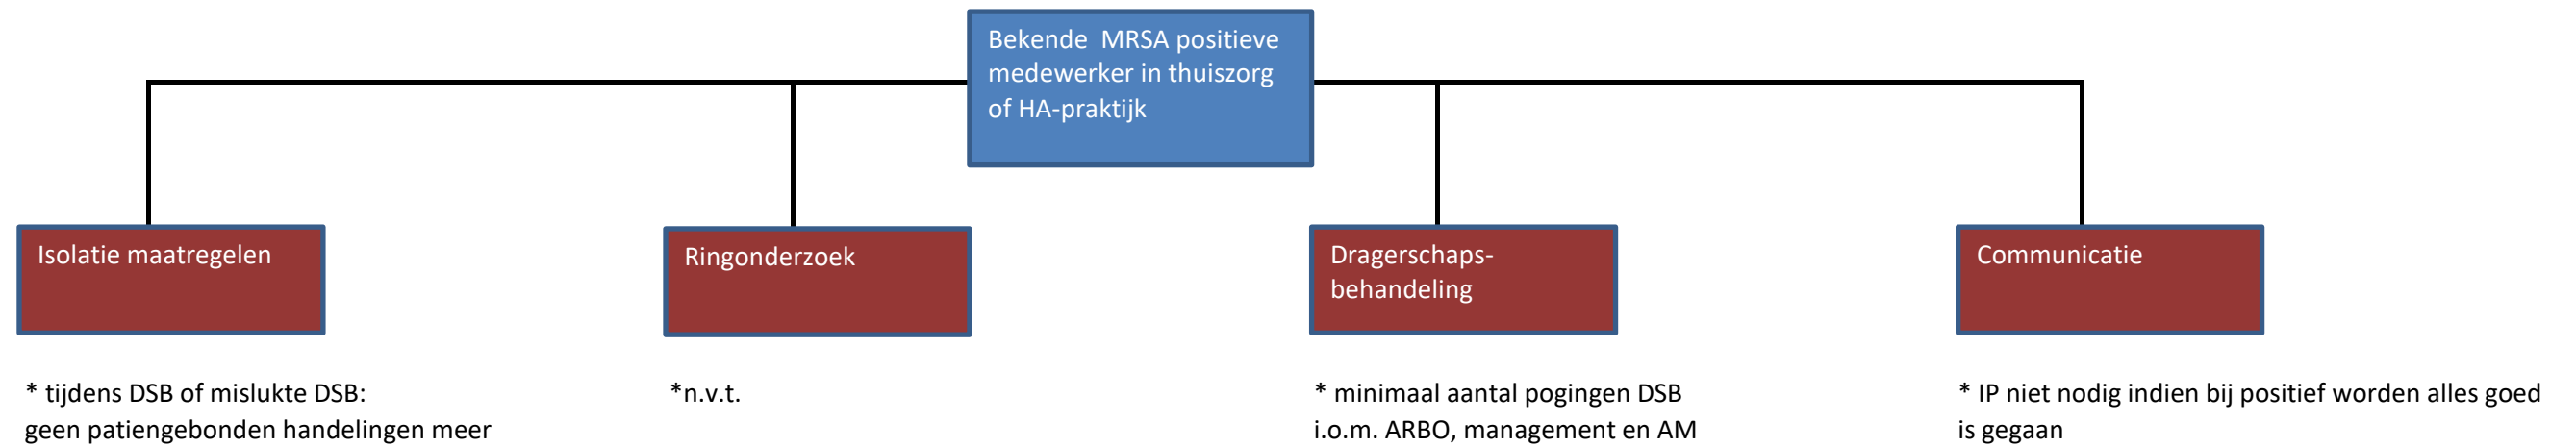 Bekende  MRSA positieve
medewerker in thuiszorg
of HA-praktijk
Isolatie maatregelen
Ringonderzoek
Dragerschaps-
behandeling
Communicatie
* tijdens DSB of mislukte DSB:
geen patiengebonden handelingen meer
*n.v.t.
* minimaal aantal pogingen DSB
i.o.m. ARBO, management en AM
* IP niet nodig indien bij positief worden alles goed
is gegaan